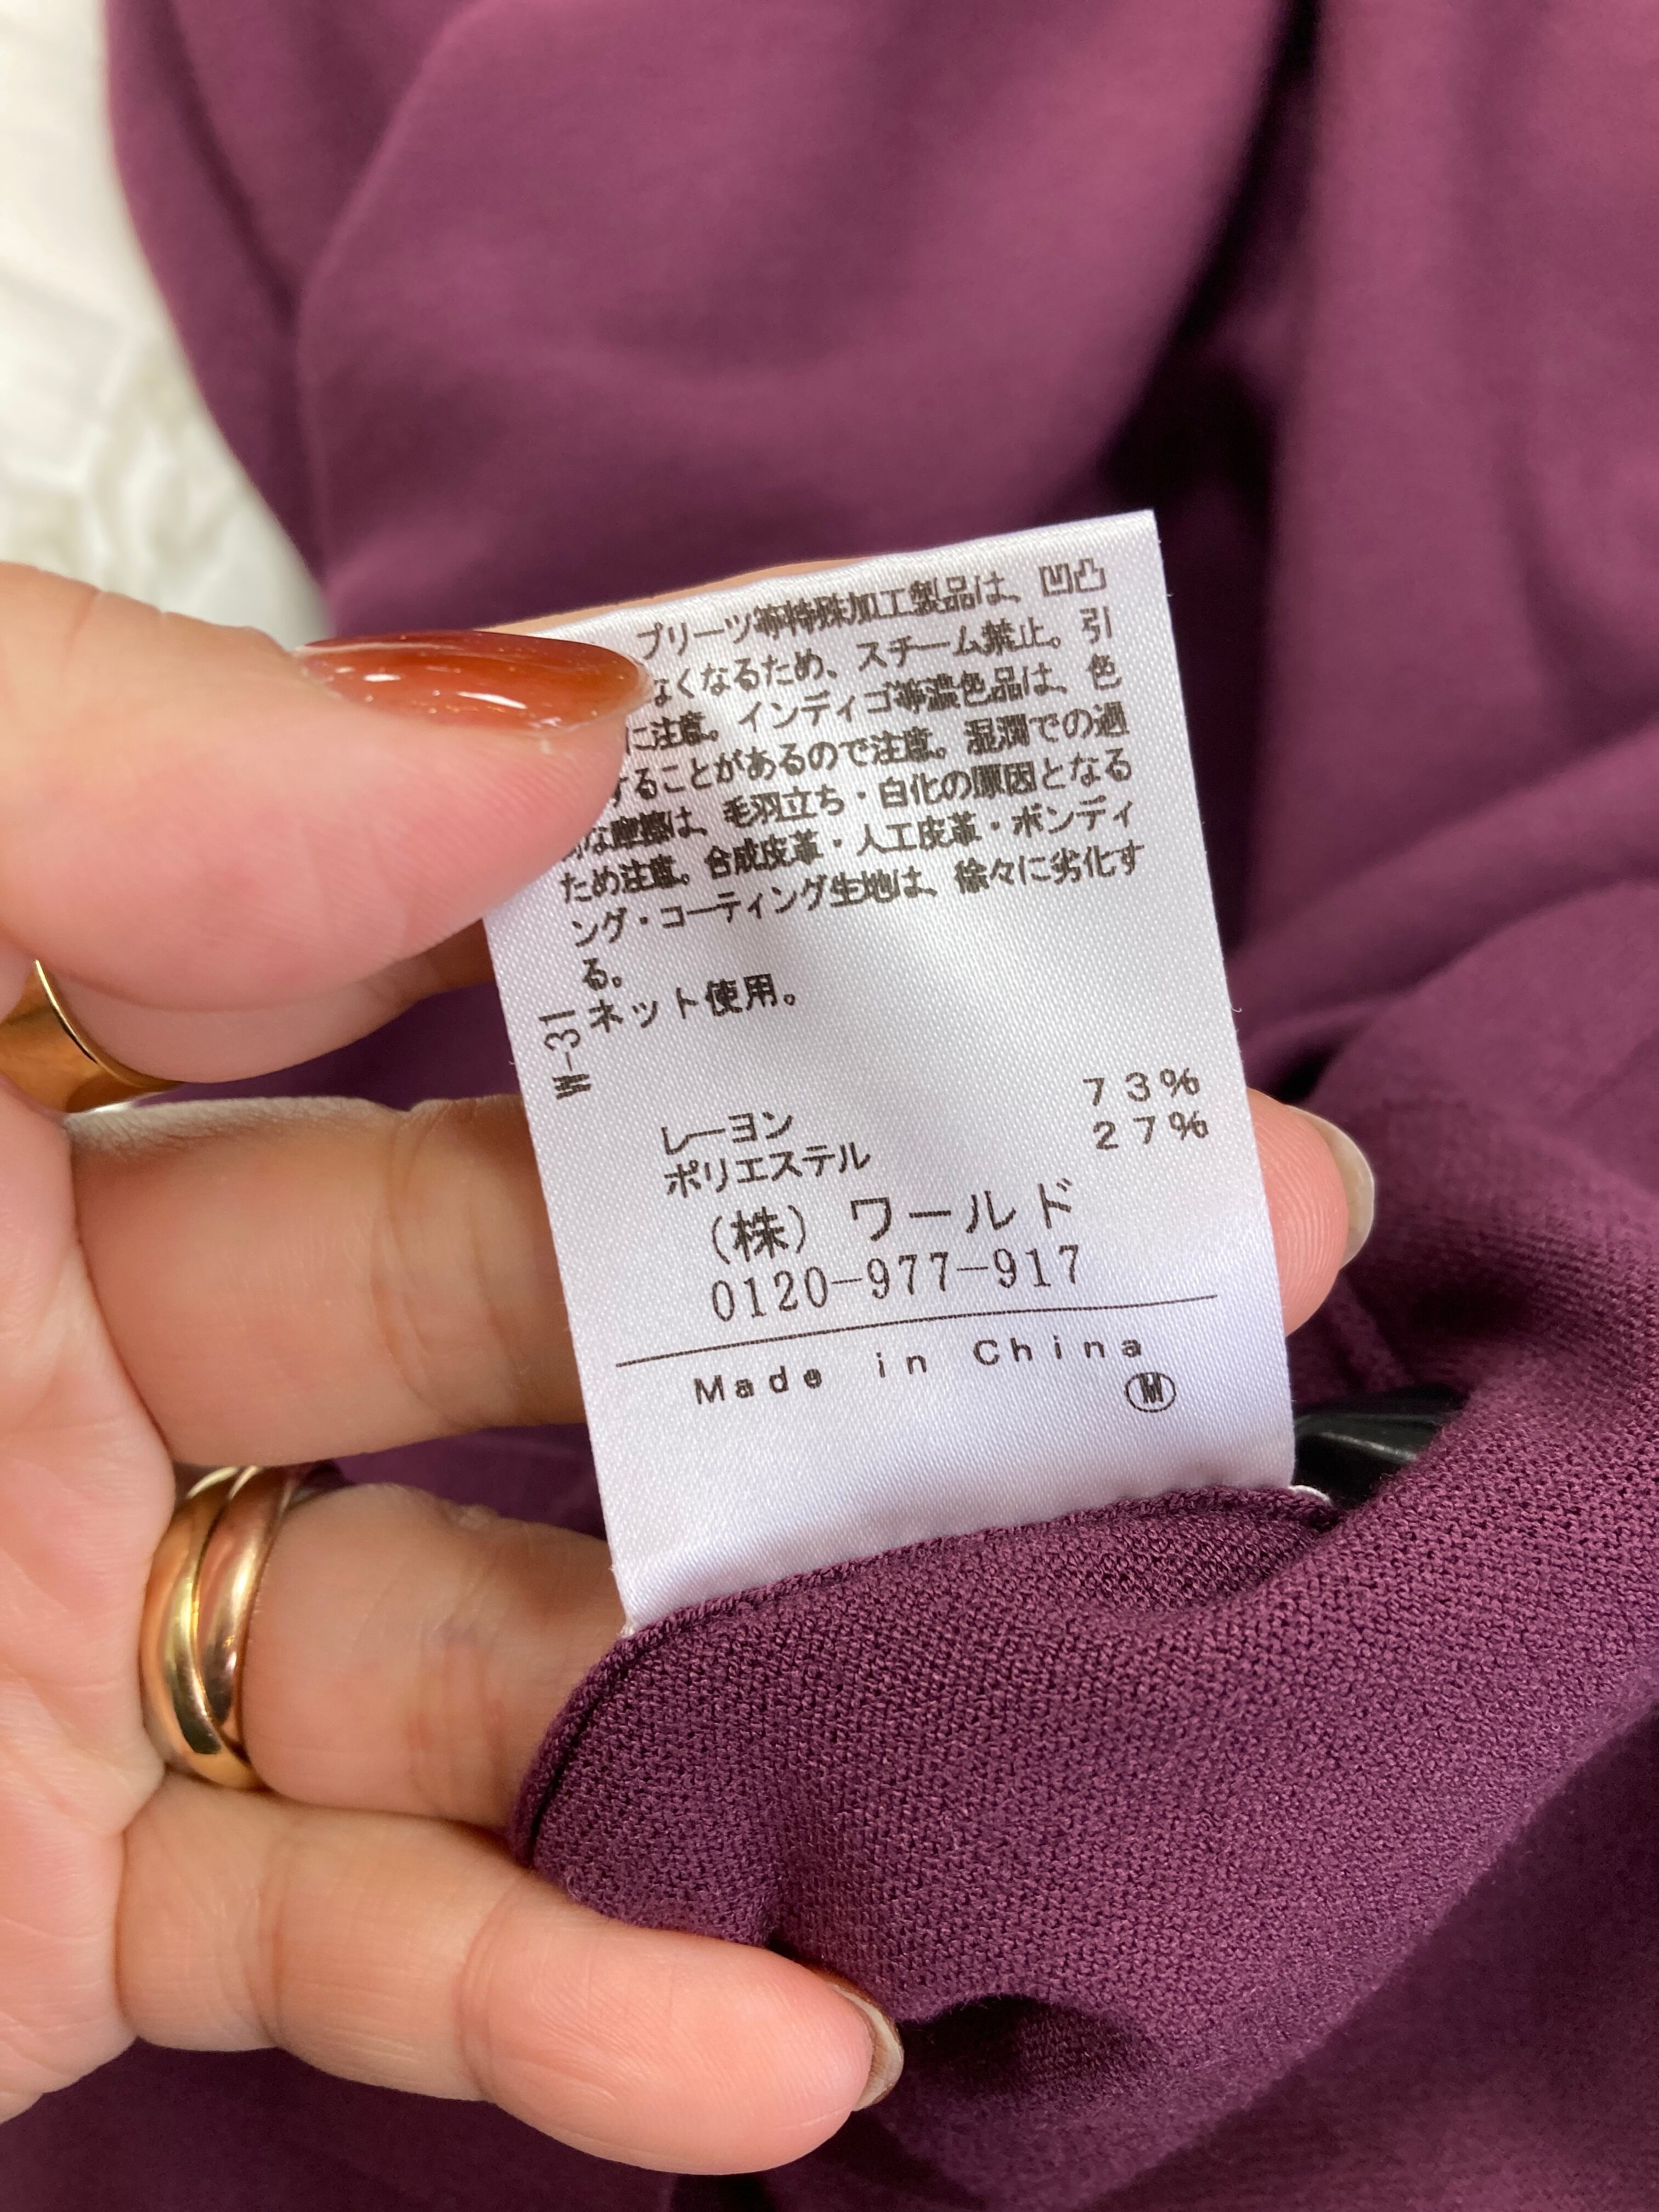 プリーツ等特殊加工製品は、凹凸
なくなるため、スチーム禁止。引
に注意。インディゴ等濃色品は、色
することがあるので注意。湿潤での過
な摩擦は、毛羽立ち・白化の原因となる
ため注意。合成皮革・人工皮革・ボンディ
ング・コーティング生地は、徐々に劣化す
る。
ネット使用。
W-31
レーヨン 73%
ポリエステル 27%
(株) ワールド
0120-977-917
Made in China
M